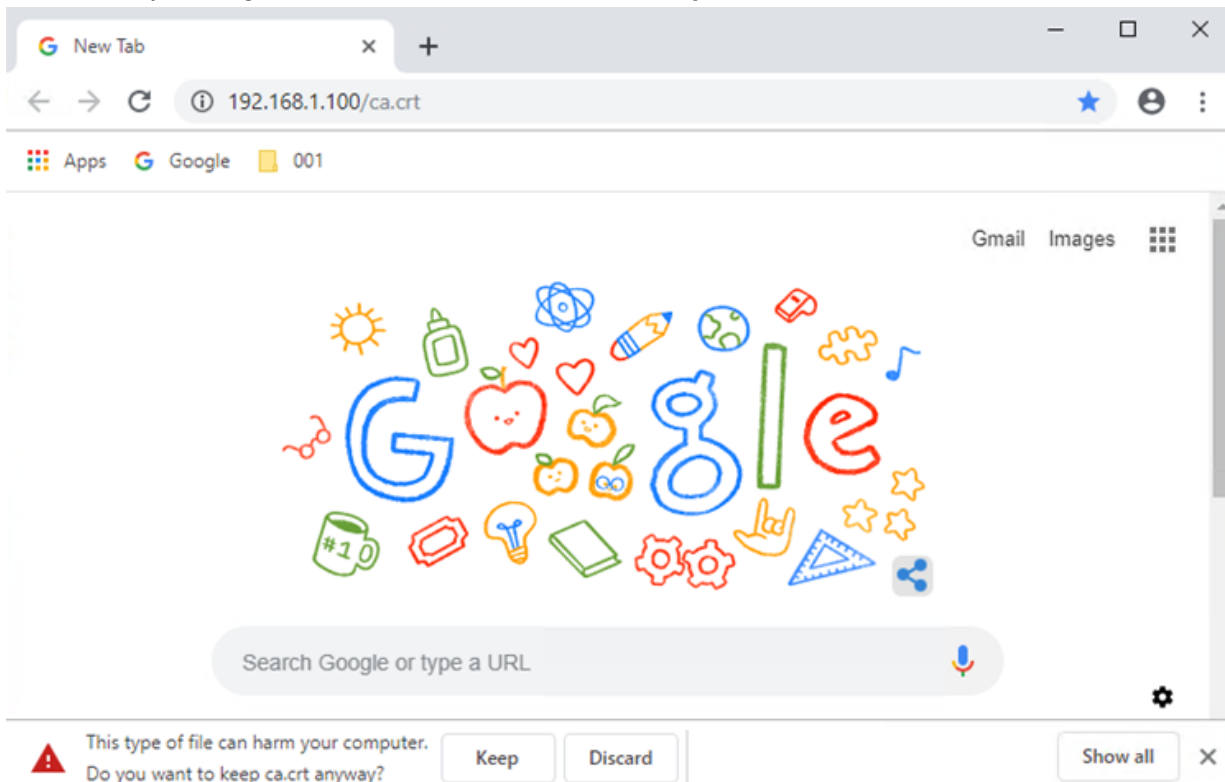 New Tab
192.168.1.100/ca.crt
Apps Google 001
Gmail Images
Google
#1
Search Google or type a URL
This type of file can harm your computer.
Do you want to keep ca.crt anyway?
Keep Discard Show all